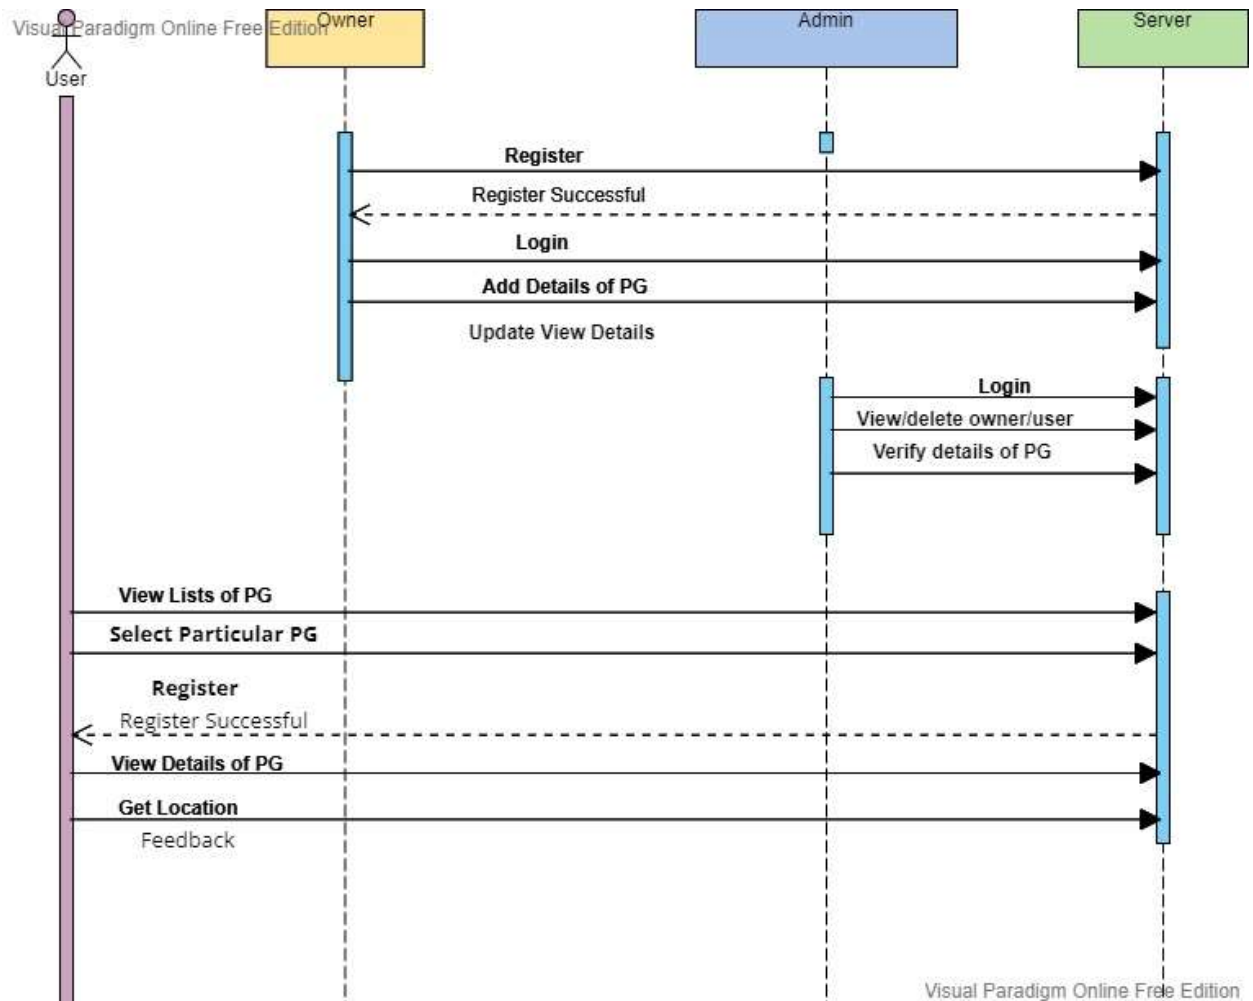 Visual Paradigm Online Free Edition
Owner
Admin
Server
User
Register
Register Successful
Login
Add Details of PG
Update View Details
Login
View/delete owner/user
Verify details of PG
View Lists of PG
Select Particular PG
Register
Register Successful
View Details of PG
Get Location
Feedback
Visual Paradigm Online Free Edition